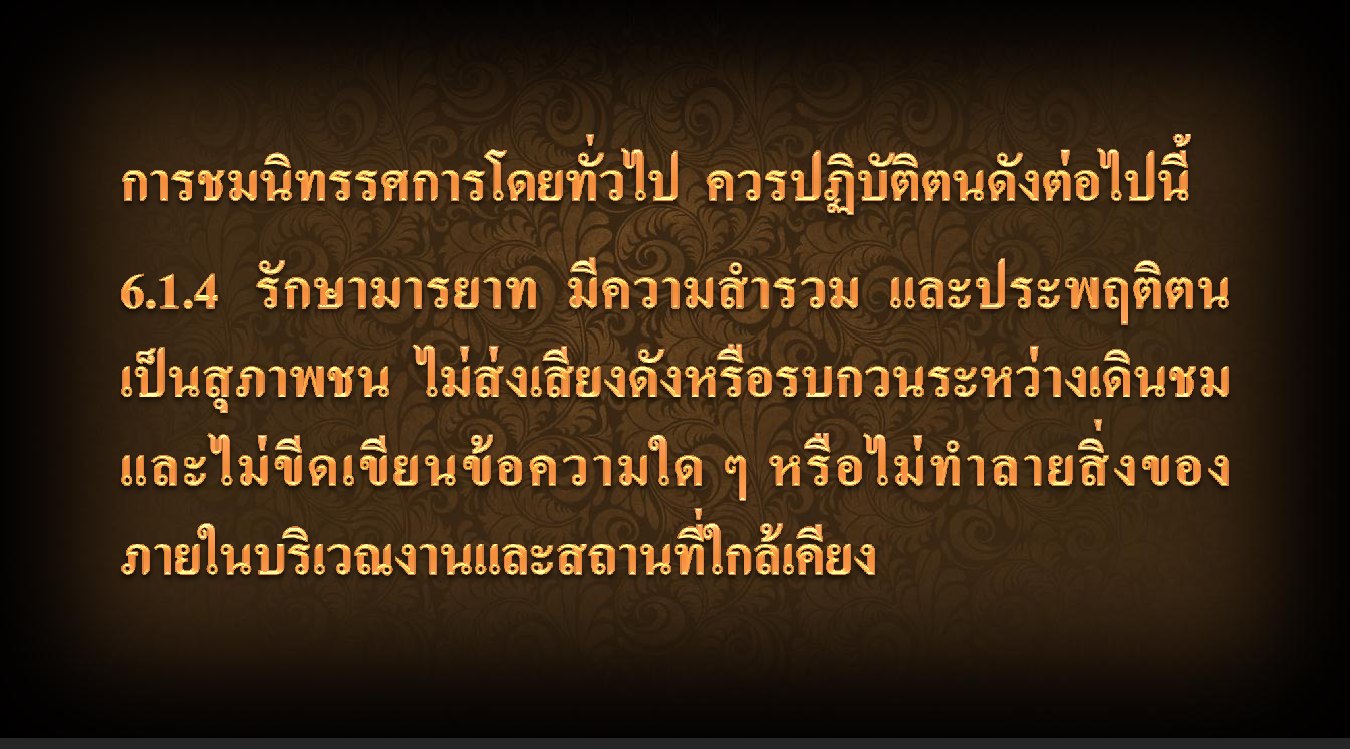 การชมนิทรรศการโดยทั่วไป ควรปฏิบัติตนดังต่อไปนี้
6.1.4 รักษามารยาท มีความสำรวม และประพฤติตน
เป็นสุภาพชน ไม่ส่งเสียงดังหรือรบกวนระหว่างเดินชม
และไม่ขีดเขียนข้อความใด ๆ หรือไม่ทำลายสิ่งของ
ภายในบริเวณงานและสถานที่ใกล้เคียง